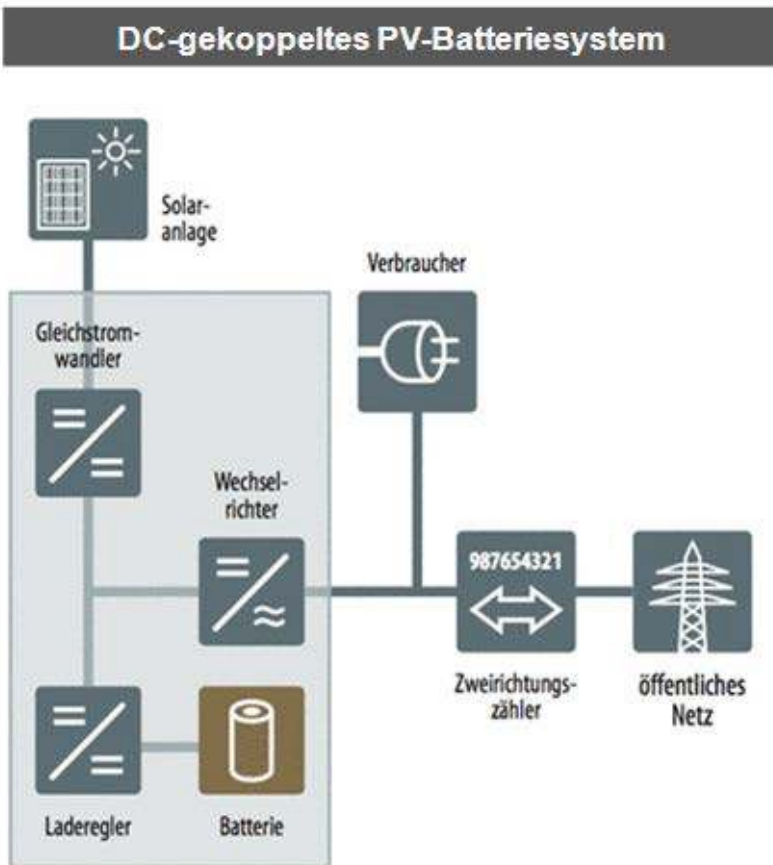 DC-gekoppeltes PV-Batteriesystem
Solar-
anlage
Verbraucher
Gleichstrom-
wandler
Wechsel-
richter
987654321
Zweirichtungs-
zähler
öffentliches
Netz
Laderegler
Batterie